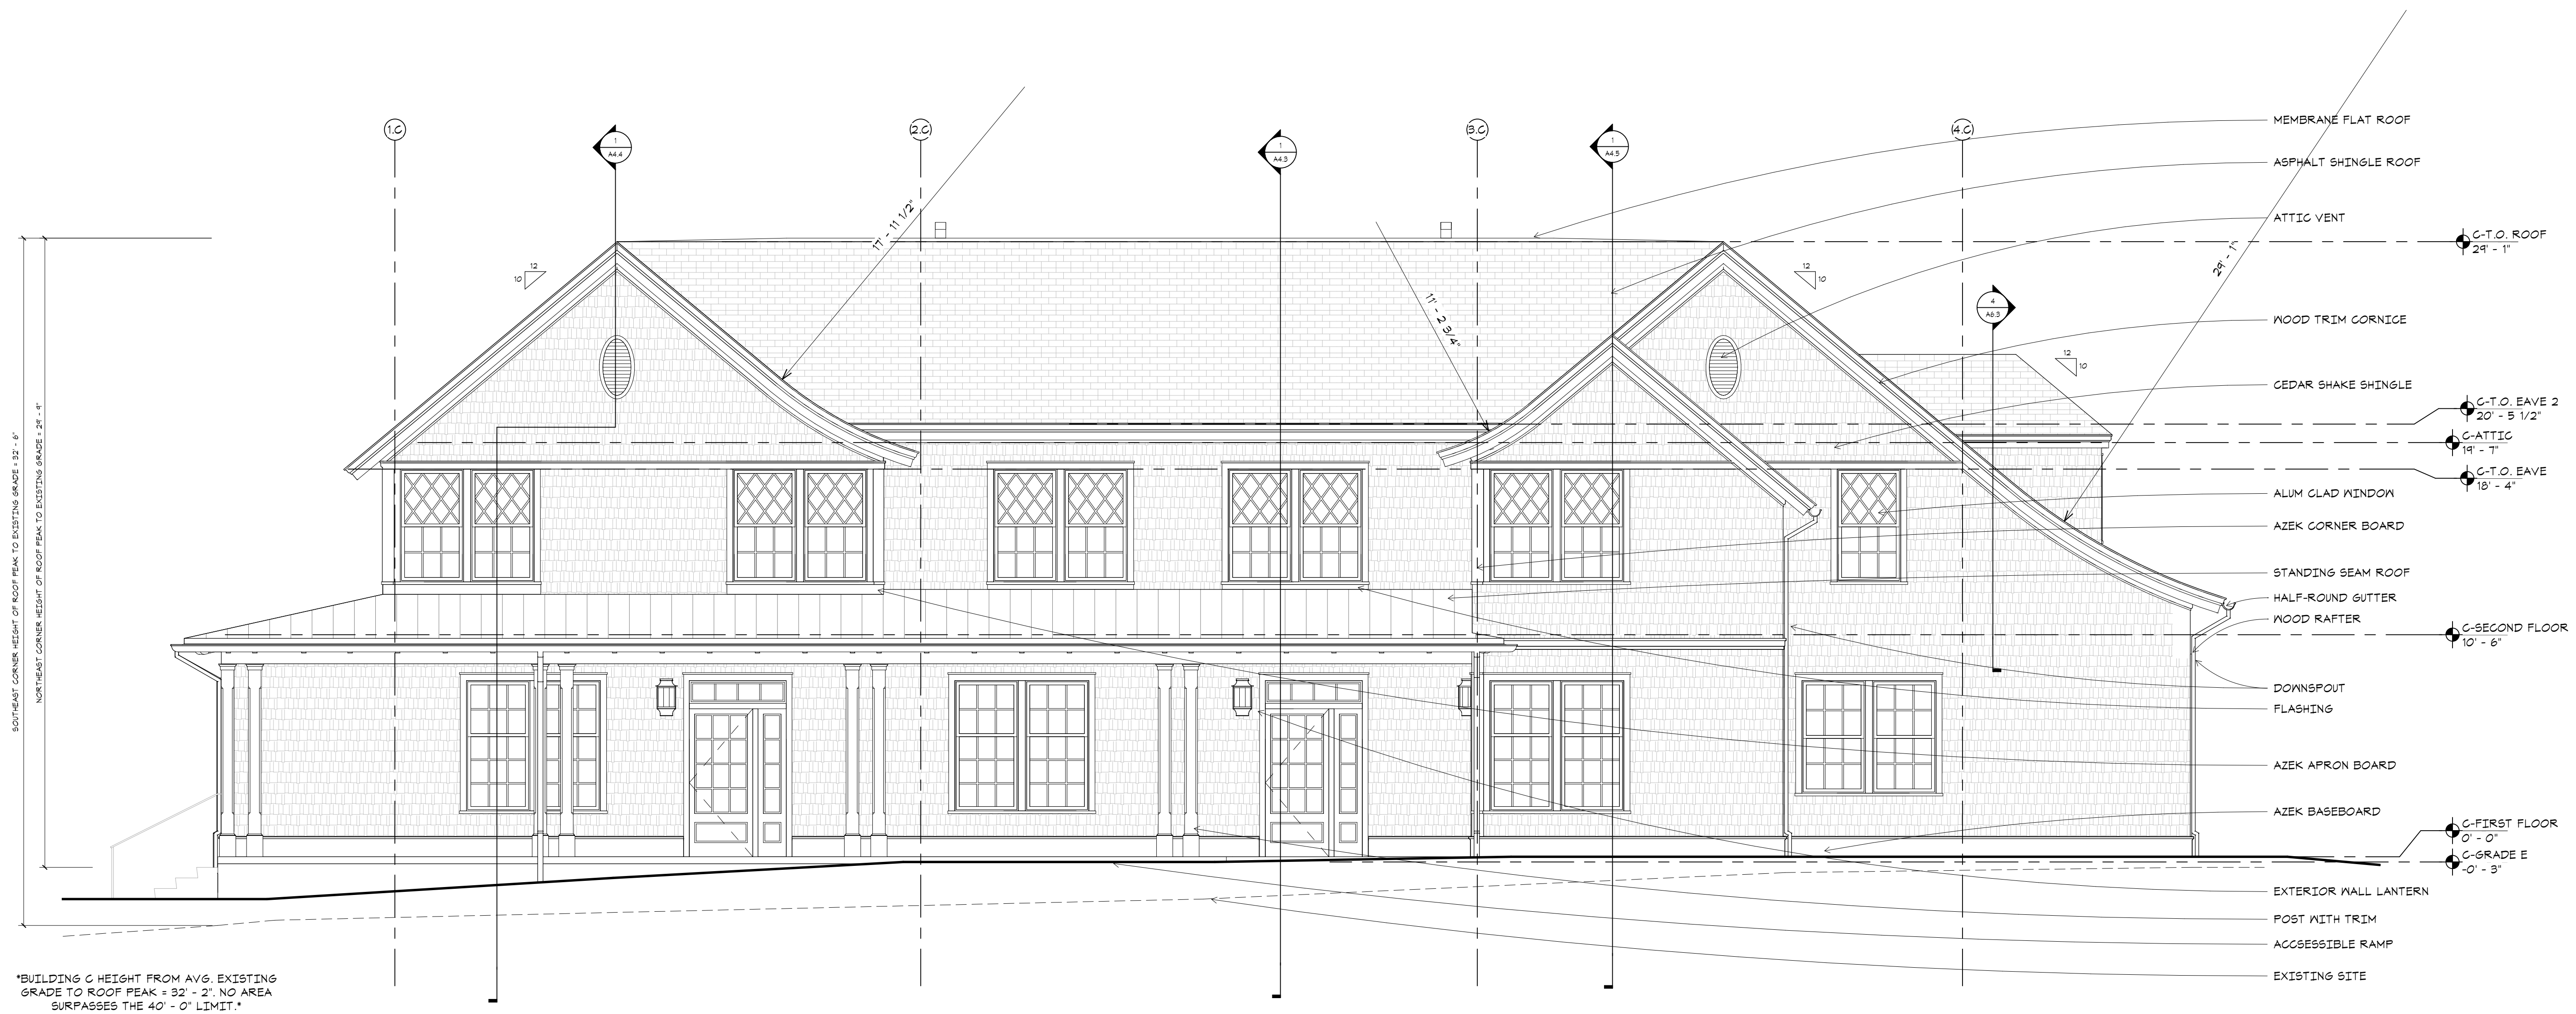 1.C
2.C
3.C
4.C
1
A4.4
1
A4.3
1
A4.5
4
A6.3
17' - 11 1/2"
11' - 2 3/4"
29' - 1"
12
10
12
10
12
10
MEMBRANE FLAT ROOF
ASPHALT SHINGLE ROOF
ATTIC VENT
WOOD TRIM CORNICE
CEDAR SHAKE SHINGLE
ALUM CLAD WINDOW
AZEK CORNER BOARD
STANDING SEAM ROOF
HALF-ROUND GUTTER
WOOD RAFTER
DOWNSPOUT
FLASHING
AZEK APRON BOARD
AZEK BASEBOARD
EXTERIOR WALL LANTERN
POST WITH TRIM
ACCSESSIBLE RAMP
EXISTING SITE
C-T.O. ROOF
29' - 1"
C-T.O. EAVE 2
20' - 5 1/2"
C-ATTIC
19' - 7"
C-T.O. EAVE
18' - 4"
C-SECOND FLOOR
10' - 6"
C-FIRST FLOOR
0' - 0"
C-GRADE E
-0' - 3"
SOUTHEAST CORNER HEIGHT OF ROOF PEAK TO EXISTING GRADE = 32' - 6"
NORTHEAST CORNER HEIGHT OF ROOF PEAK TO EXISTING GRADE = 29' - 9"
*BUILDING C HEIGHT FROM AVG. EXISTING
GRADE TO ROOF PEAK = 32' - 2". NO AREA
SURPASSES THE 40' - 0" LIMIT.*